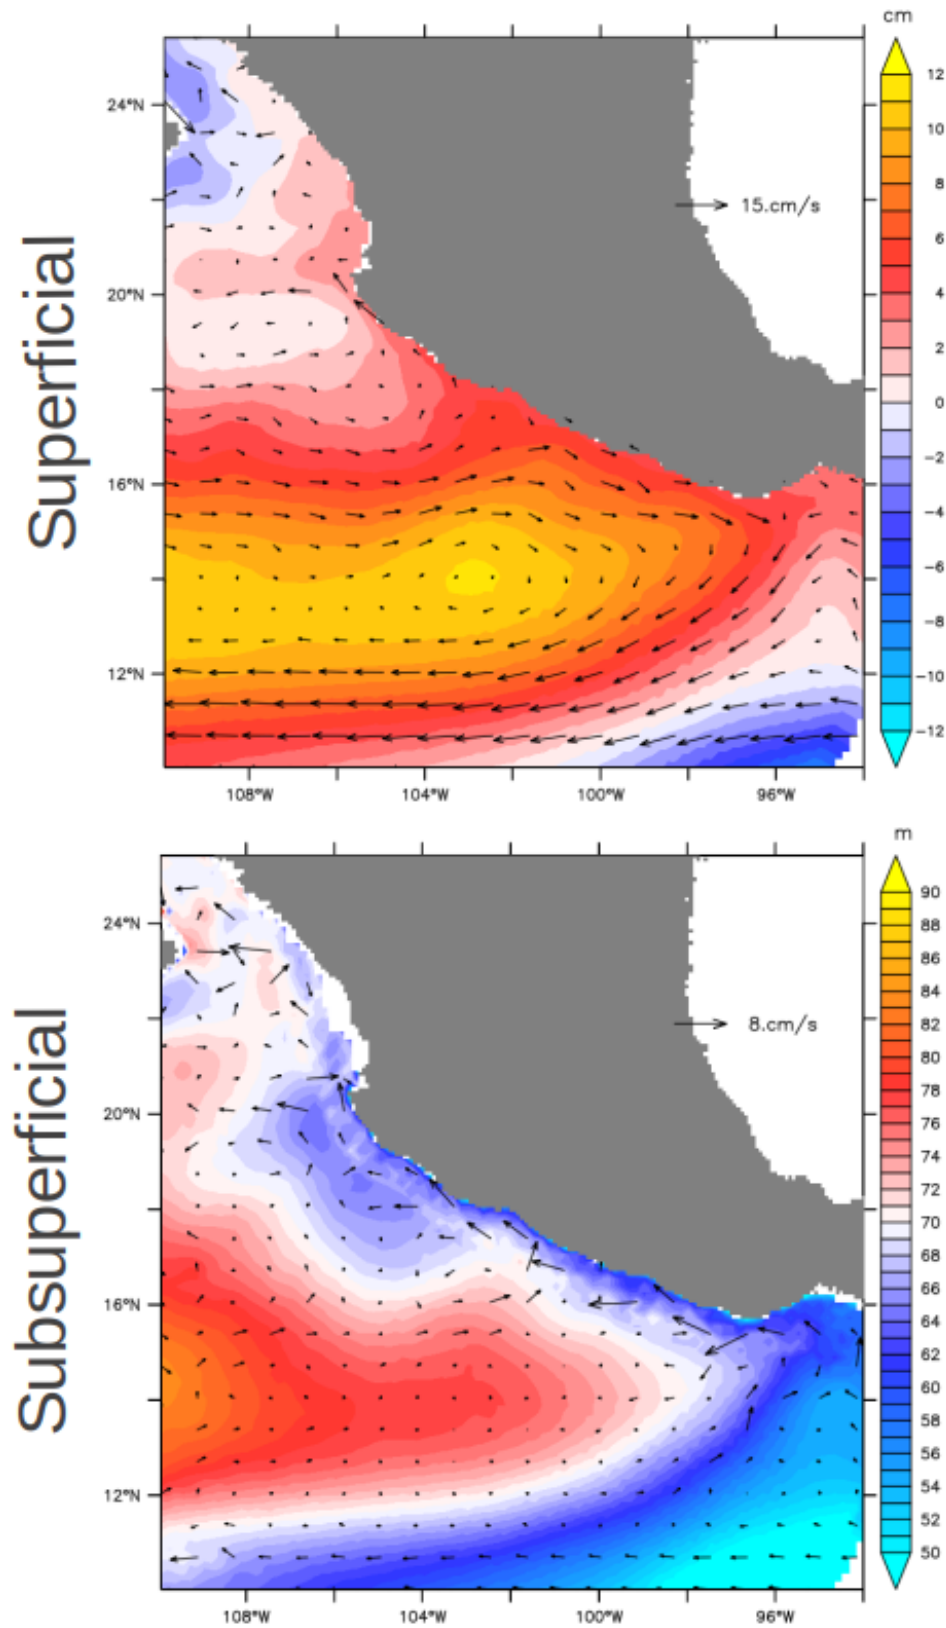 Superficial
cm
12
10
8
6
4
2
0
−2
−4
−6
−8
−10
−12
24°N
20°N
16°N
12°N
15.cm/s
108°W
104°W
100°W
96°W
Subsuperficial
m
90
88
86
84
82
80
78
76
74
72
70
68
66
64
62
60
58
56
54
52
50
24°N
20°N
16°N
12°N
8.cm/s
108°W
104°W
100°W
96°W